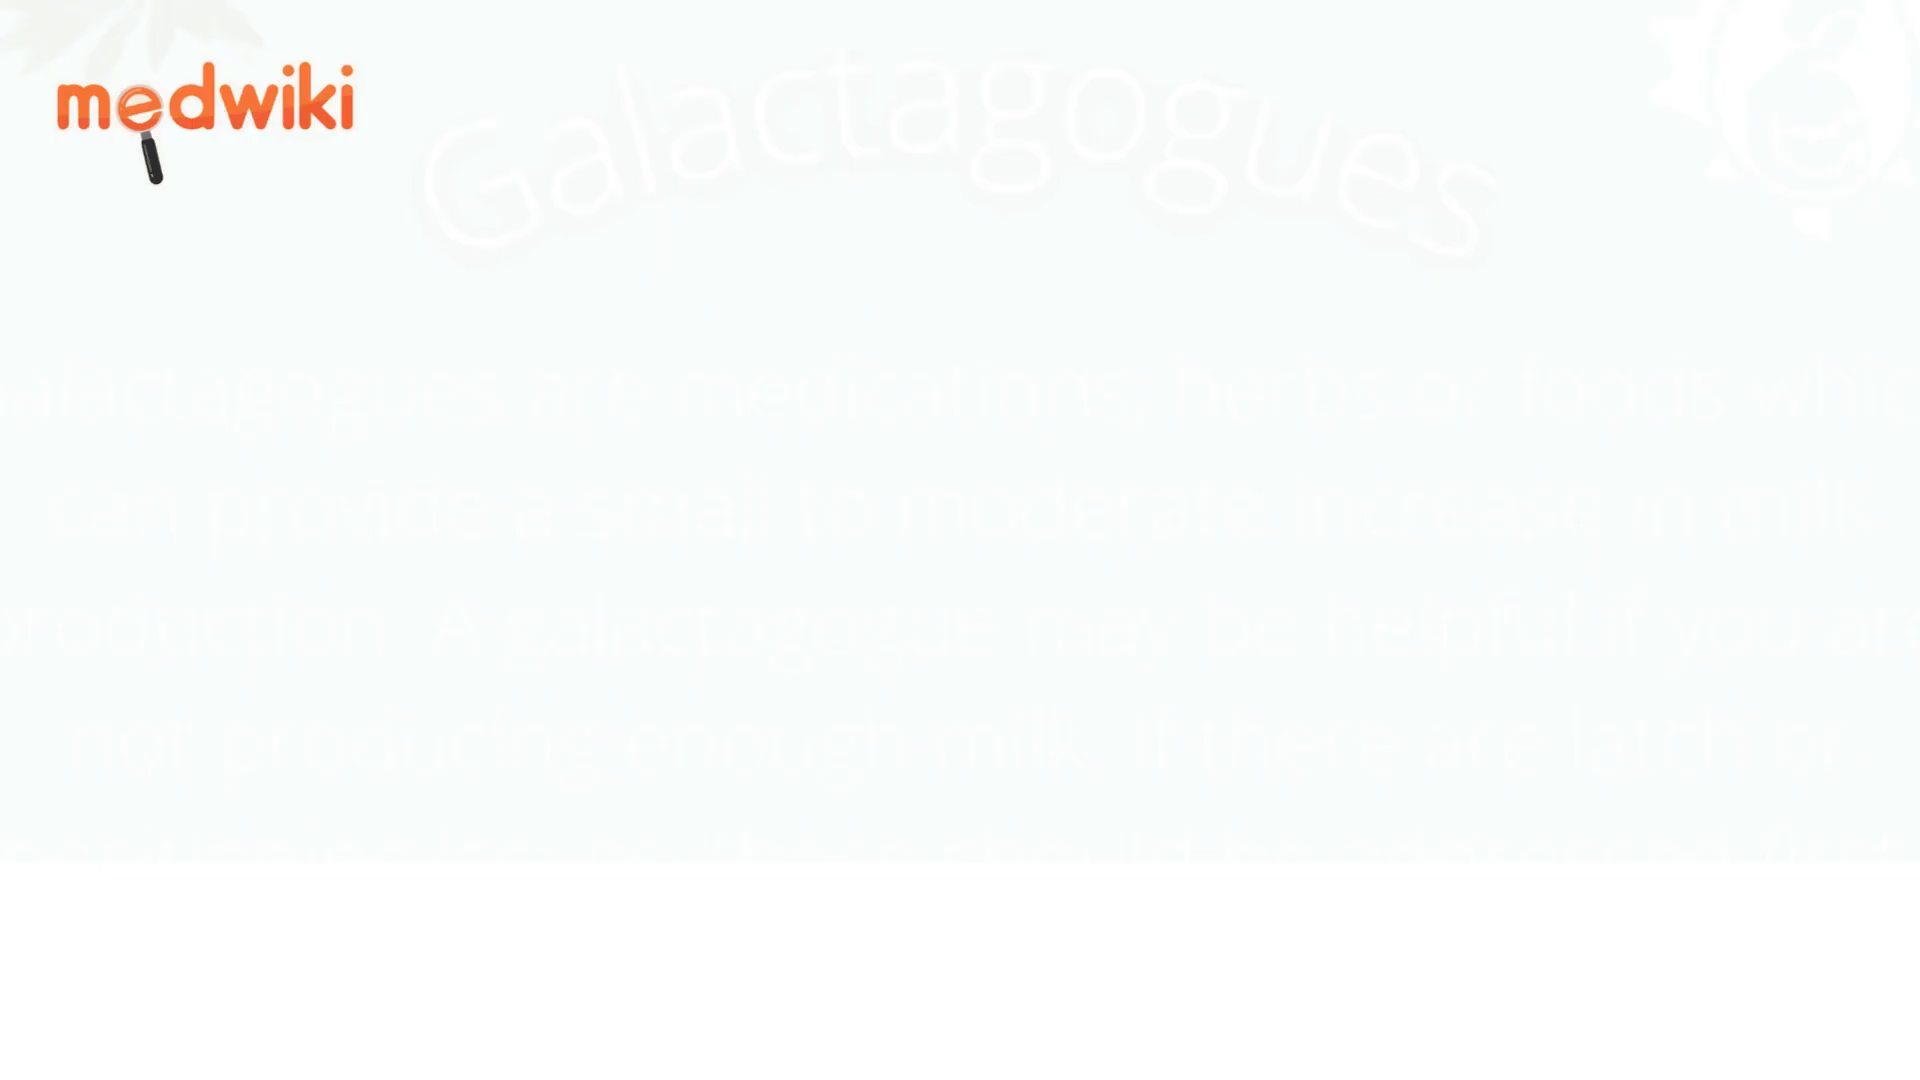 medwiki
Galactagogues
alactagogues are medications, herbs or foods whic
can provide a small to moderate increase in milk
production. A galactagogue may be helpful if you are
not producing enough milk. If there are latch or